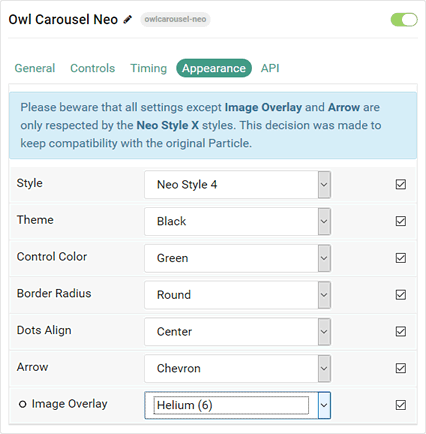 Owl Carousel Neo owlcarousel-neo
General Controls Timing Appearance API
Please beware that all settings except Image Overlay and Arrow are
only respected by the Neo Style X styles. This decision was made to
keep compatibility with the original Particle.
Style Neo Style 4
Theme Black
Control Color Green
Border Radius Round
Dots Align Center
Arrow Chevron
Image Overlay Helium (6)